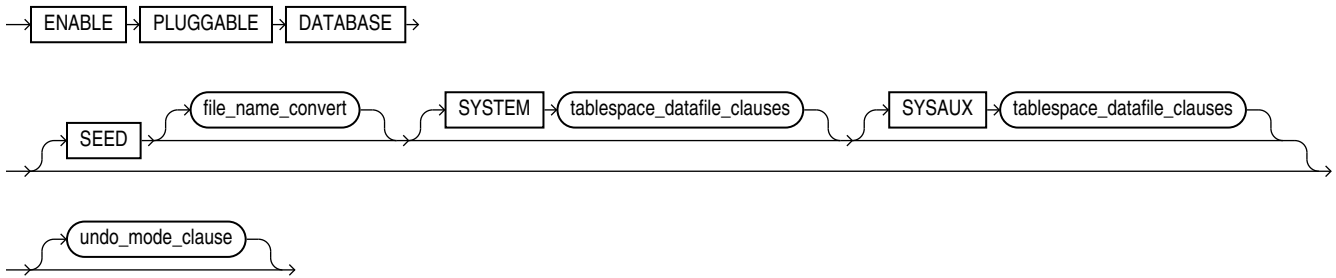 ENABLE PLUGGABLE DATABASE
SEED file_name_convert SYSTEM tablespace_datafile_clauses SYSAUX tablespace_datafile_clauses
undo_mode_clause